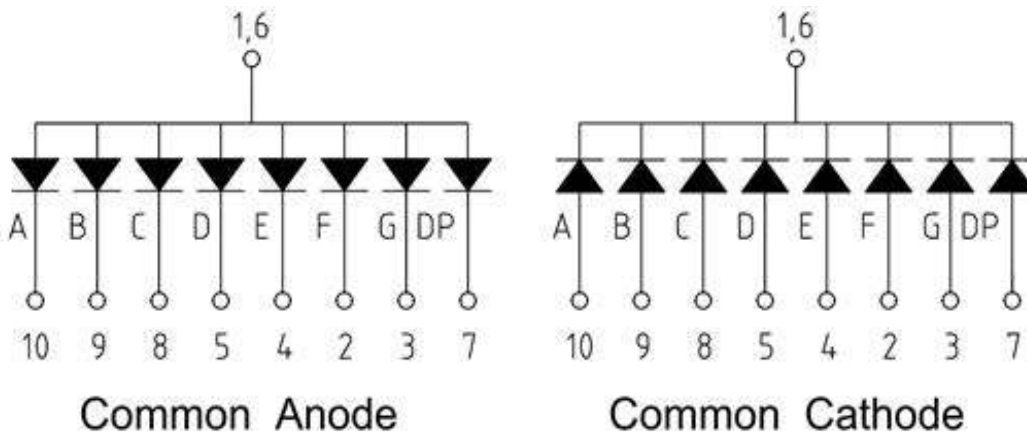 1,6 1,6
A B C D E F G DP A B C D E F G DP
10 9 8 5 4 2 3 7 10 9 8 5 4 2 3 7
Common Anode Common Cathode